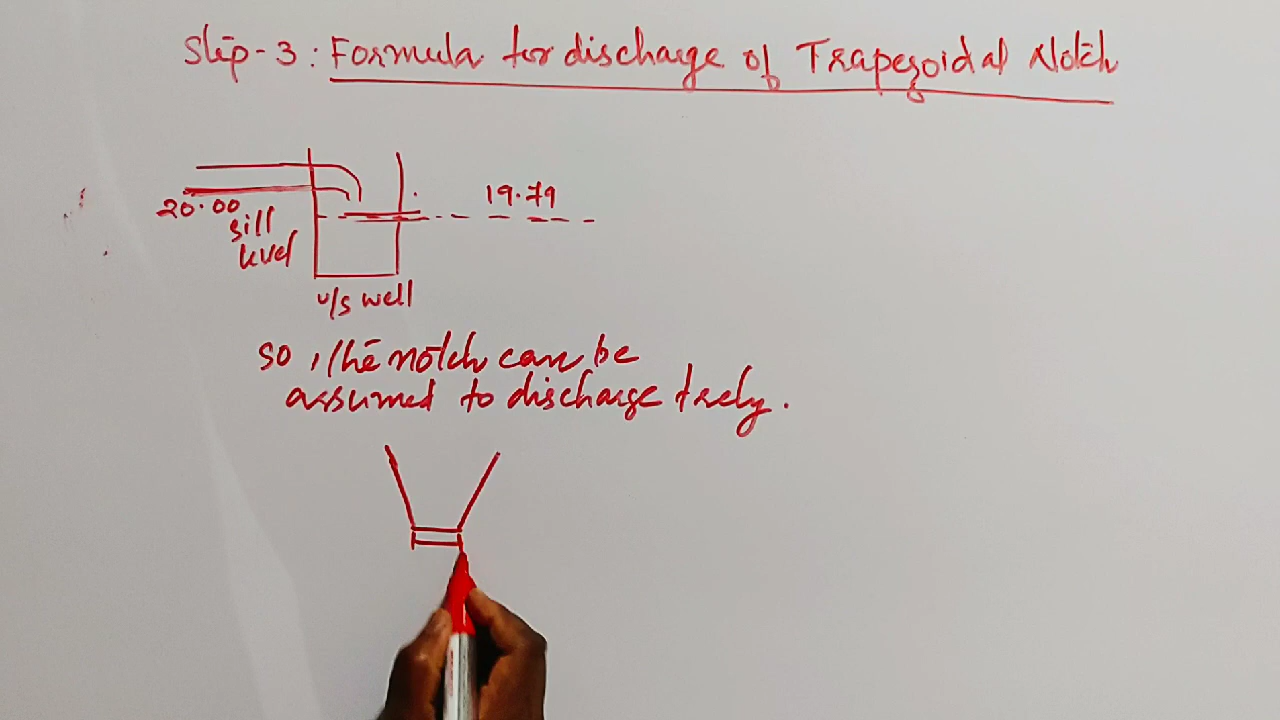 Step-3: Formula for discharge of Trapezoidal Notch
19.79
20.00
sill
level
u/s well
so, the notch can be
assumed to discharge freely.